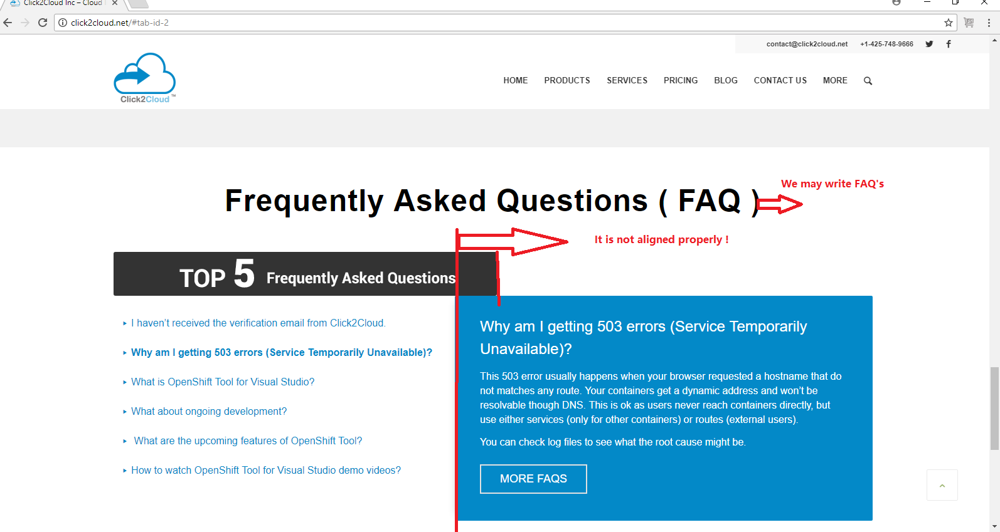 Click2Cloud Inc – Cloud
click2cloud.net/#tab-id-2
contact@click2cloud.net +1-425-748-9666
Click2Cloud ™
HOME PRODUCTS SERVICES PRICING BLOG CONTACT US MORE
We may write FAQ's
Frequently Asked Questions ( FAQ )
It is not aligned properly !
TOP 5 Frequently Asked Questions
I haven’t received the verification email from Click2Cloud.
Why am I getting 503 errors (Service Temporarily Unavailable)?
What is OpenShift Tool for Visual Studio?
What about ongoing development?
What are the upcoming features of OpenShift Tool?
How to watch OpenShift Tool for Visual Studio demo videos?
Why am I getting 503 errors (Service Temporarily
Unavailable)?
This 503 error usually happens when your browser requested a hostname that do
not matches any route. Your containers get a dynamic address and won’t be
resolvable though DNS. This is ok as users never reach containers directly, but
use either services (only for other containers) or routes (external users).
You can check log files to see what the root cause might be.
MORE FAQS